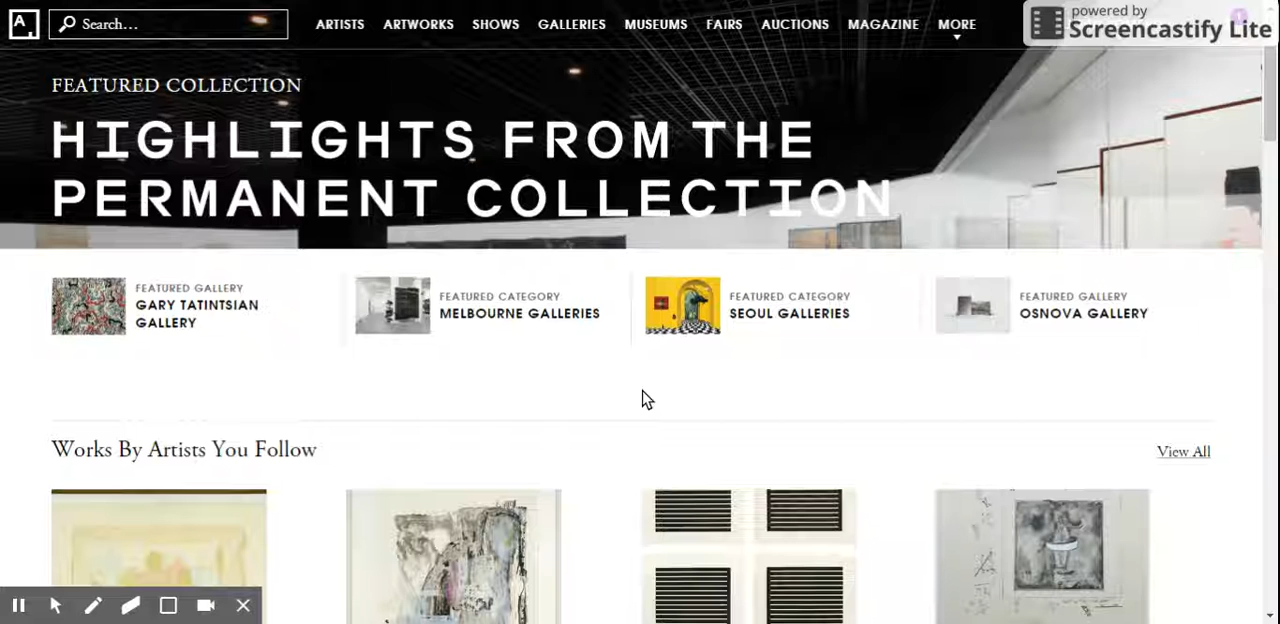 A,
Search...
ARTISTS
ARTWORKS
SHOWS
GALLERIES
MUSEUMS
FAIRS
AUCTIONS
MAGAZINE
MORE
powered by
Screencastify Lite
FEATURED COLLECTION
HIGHLIGHTS FROM THE
PERMANENT COLLECTION
FEATURED GALLERY
GARY TATINTSIAN
GALLERY
FEATURED CATEGORY
MELBOURNE GALLERIES
FEATURED CATEGORY
SEOUL GALLERIES
FEATURED GALLERY
OSNOVA GALLERY
Works By Artists You Follow
View All